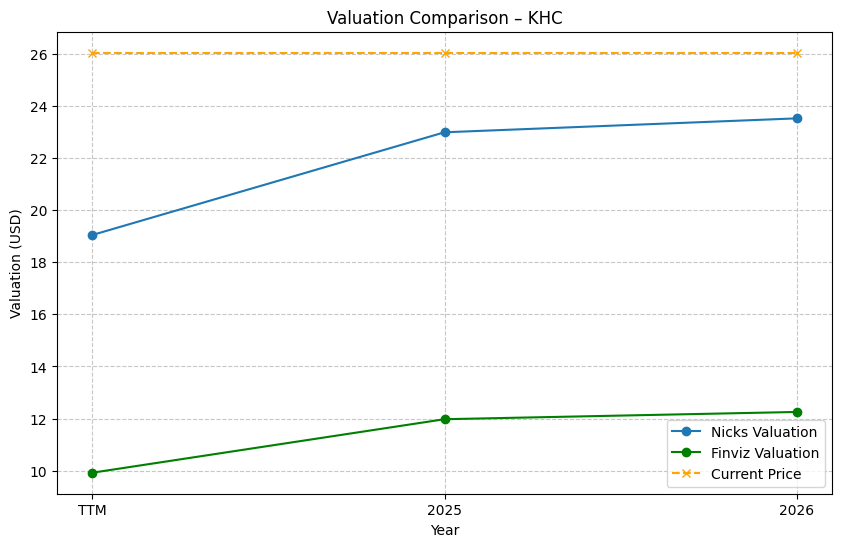 Valuation Comparison – KHC
Valuation (USD)
26
24
22
20
18
16
14
12
10
Nicks Valuation
Finviz Valuation
Current Price
TTM 2025 2026
Year